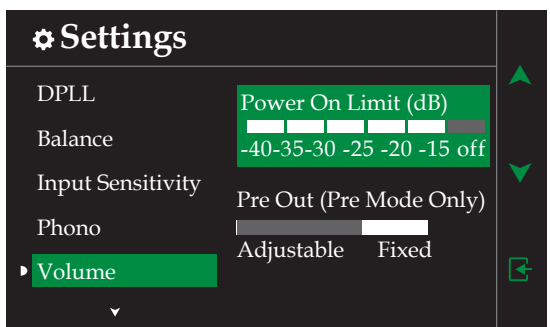 Settings
DPLL
Balance
Input Sensitivity
Phono
Volume
Power On Limit (dB)
-40-35-30 -25 -20 -15 off
Pre Out (Pre Mode Only)
Adjustable Fixed